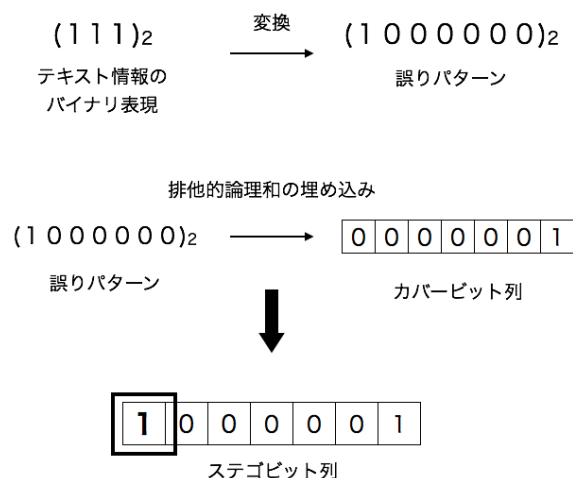 (111)₂
変換
(1000000)₂
テキスト情報の
バイナリ表現
誤りパターン
排他的論理和の埋め込み
(1000000)₂
0 0 0 0 0 0 1
誤りパターン
カバービット列
1 0 0 0 0 0 1
ステゴビット列